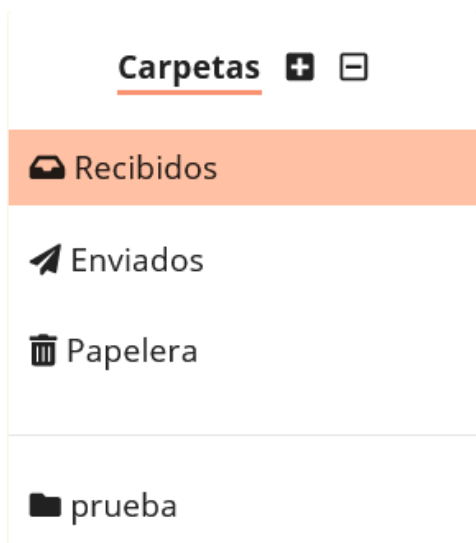 Carpetas
Recibidos
Enviados
Papelera
prueba